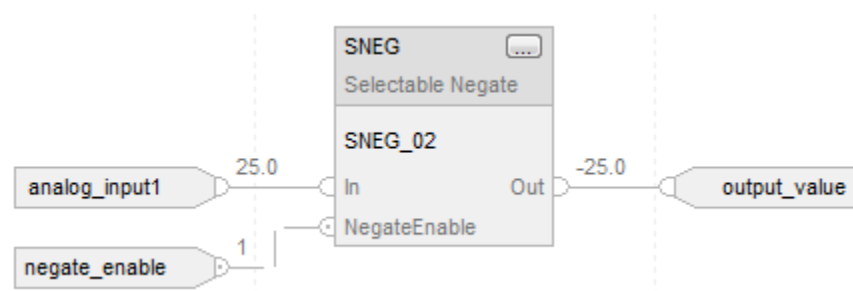 SNEG ...
Selectable Negate
SNEG_02
25.0
-25.0
analog_input1
In
Out
output_value
NegateEnable
1
negate_enable